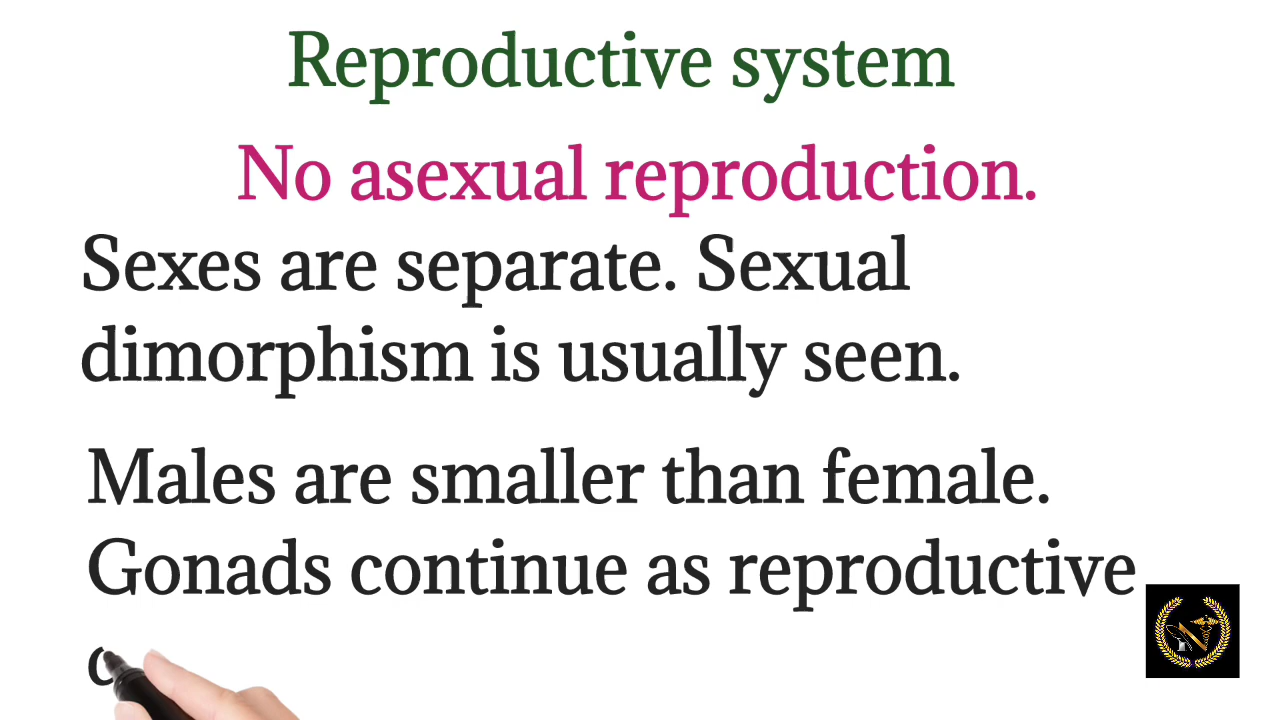 Reproductive system
No asexual reproduction.
Sexes are separate. Sexual
dimorphism is usually seen.
Males are smaller than female.
Gonads continue as reproductive